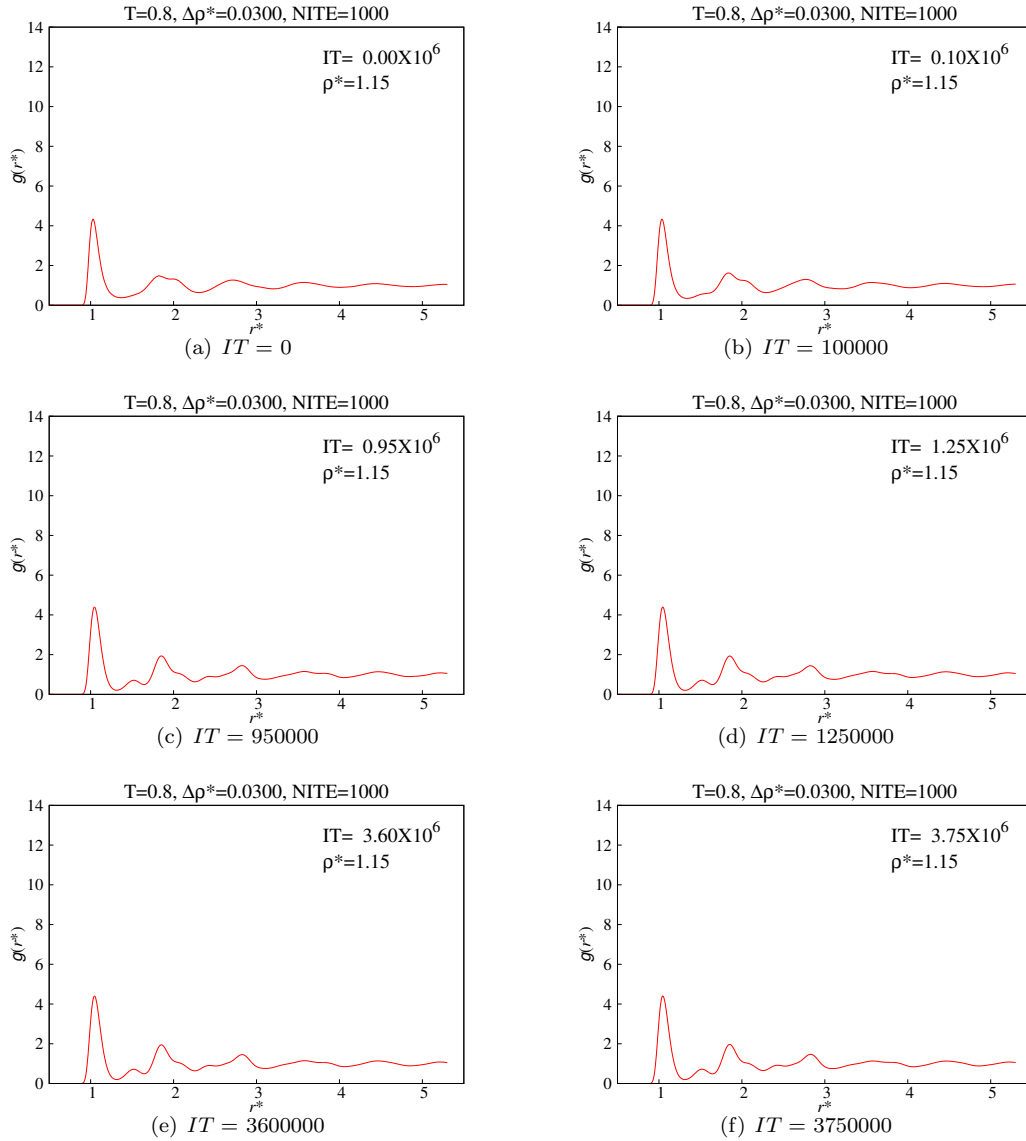 T=0.8, Δρ*=0.0300, NITE=1000
IT= 0.00X10^6
ρ*=1.15
g(r*)
14
12
10
8
6
4
2
0
1 2 3 4 5
r*
(a) IT = 0
T=0.8, Δρ*=0.0300, NITE=1000
IT= 0.10X10^6
ρ*=1.15
g(r*)
14
12
10
8
6
4
2
0
1 2 3 4 5
r*
(b) IT = 100000
T=0.8, Δρ*=0.0300, NITE=1000
IT= 0.95X10^6
ρ*=1.15
g(r*)
14
12
10
8
6
4
2
0
1 2 3 4 5
r*
(c) IT = 950000
T=0.8, Δρ*=0.0300, NITE=1000
IT= 1.25X10^6
ρ*=1.15
g(r*)
14
12
10
8
6
4
2
0
1 2 3 4 5
r*
(d) IT = 1250000
T=0.8, Δρ*=0.0300, NITE=1000
IT= 3.60X10^6
ρ*=1.15
g(r*)
14
12
10
8
6
4
2
0
1 2 3 4 5
r*
(e) IT = 3600000
T=0.8, Δρ*=0.0300, NITE=1000
IT= 3.75X10^6
ρ*=1.15
g(r*)
14
12
10
8
6
4
2
0
1 2 3 4 5
r*
(f) IT = 3750000